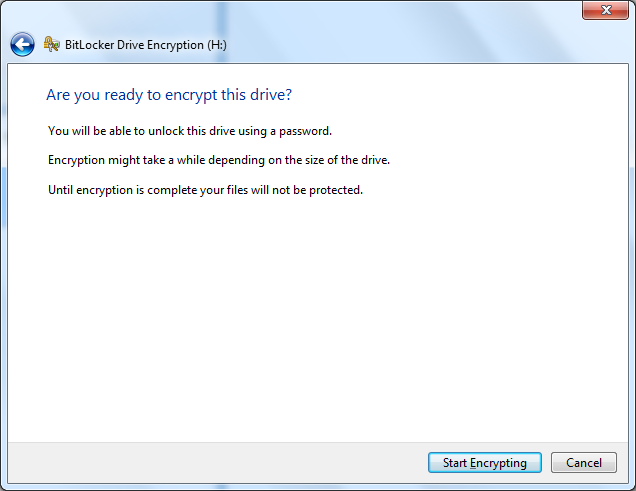 BitLocker Drive Encryption (H:)
Are you ready to encrypt this drive?
You will be able to unlock this drive using a password.
Encryption might take a while depending on the size of the drive.
Until encryption is complete your files will not be protected.
Start Encrypting
Cancel